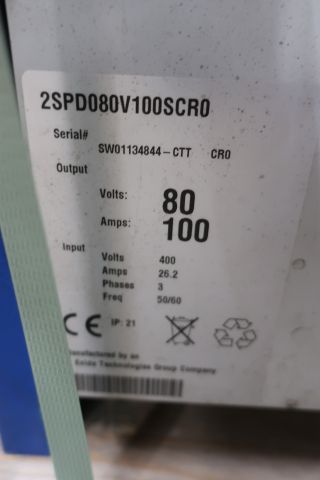 2SPD080V100SCR0
Serial#
SW01134844-CTT CR0
Output
Volts: 80
Amps: 100
Input
Volts 400
Amps 26.2
Phases 3
Freq 50/60
CE IP: 21
manufactured by an
Exide Technologies Group Company